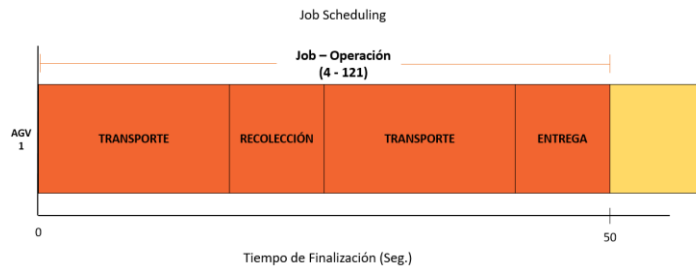 Job Scheduling
Job – Operación
(4 - 121)
AGV
1
TRANSPORTE
RECOLECCIÓN
TRANSPORTE
ENTREGA
0
50
Tiempo de Finalización (Seg.)